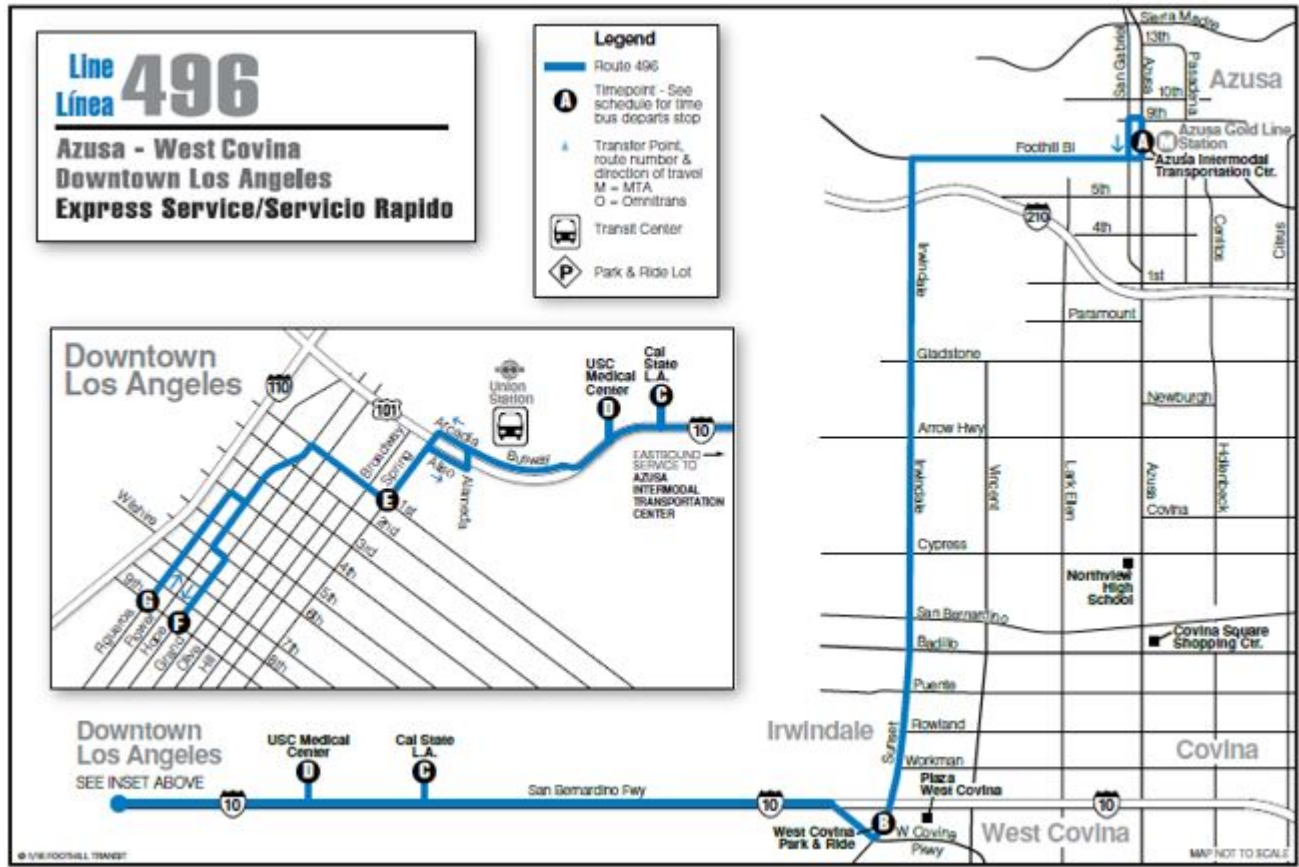 Line
Línea
496
Azusa - West Covina
Downtown Los Angeles
Express Service/Servicio Rapido
Legend
Route 496
A
Timepoint - See
schedule for time
bus departs stop
Transfer Point,
route number &
direction of travel
M = MTA
O = Omnitrans
Transit Center
P
Park & Ride Lot
Sierra Madre
13th
San Gabriel
Azusa
Pasadena
Azusa
10th
9th
A
M
Azusa Gold Line
Station
Azusa Intermodal
Transportation Ctr.
Foothill Bl
5th
210
4th
Cerritos
Citrus
1st
Irwindale
Paramount
Gladstone
Newburgh
Arrow Hwy
Irwindale
Vincent
Lark Ellen
Azusa
Hollenbeck
Covina
Cypress
Northview
High
School
San Bernardino
Covina Square
Shopping Ctr.
Badillo
Puente
Irwindale
Sunset
Rowland
Covina
Workman
Plaza
West Covina
10
B
West Covina
Park & Ride
W Covina
Pkwy
West Covina
Downtown
Los Angeles
110
101
Union
Station
USC
Medical
Center
D
Cal
State
L.A.
C
10
EASTBOUND
SERVICE TO
AZUSA
INTERMODAL
TRANSPORTATION
CENTER
Arcadia
Busway
Aliso
Alameda
Broadway
Spring
E
1st
2nd
3rd
4th
5th
6th
7th
8th
Wilshire
9th
G
F
Figueroa
Flower
Hope
Grand
Olive
Hill
Downtown
Los Angeles
SEE INSET ABOVE
USC Medical
Center
D
Cal State
L.A.
C
10
San Bernardino Fwy
10
© 1/16 FOOTHILL TRANSIT
MAP NOT TO SCALE